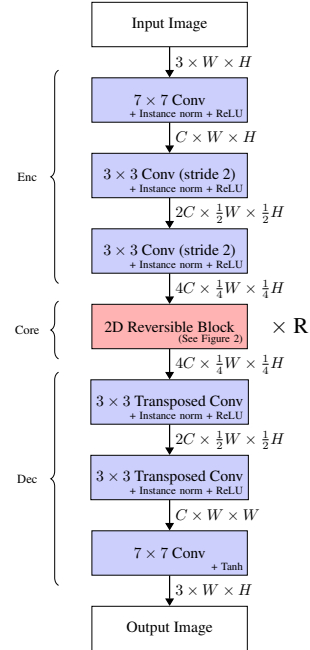 Input Image
3 × W × H
7 × 7 Conv
+ Instance norm + ReLU
C × W × H
Enc
3 × 3 Conv (stride 2)
+ Instance norm + ReLU
2C × 1/2W × 1/2H
3 × 3 Conv (stride 2)
+ Instance norm + ReLU
4C × 1/4W × 1/4H
Core
2D Reversible Block
(See Figure 2)
× R
4C × 1/4W × 1/4H
3 × 3 Transposed Conv
+ Instance norm + ReLU
2C × 1/2W × 1/2H
Dec
3 × 3 Transposed Conv
+ Instance norm + ReLU
C × W × W
7 × 7 Conv
+ Tanh
3 × W × H
Output Image